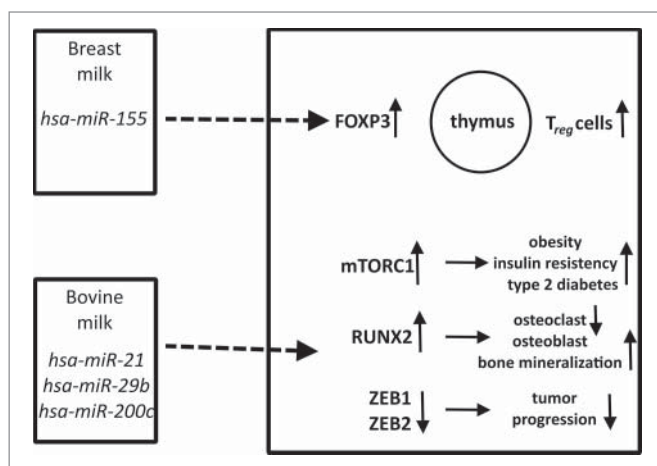 Breast
milk
hsa-miR-155
FOXP3
thymus
Treg cells
mTORC1
obesity
insulin resistency
type 2 diabetes
Bovine
milk
hsa-miR-21
hsa-miR-29b
hsa-miR-200c
RUNX2
osteoclast
osteoblast
bone mineralization
ZEB1
ZEB2
tumor
progression